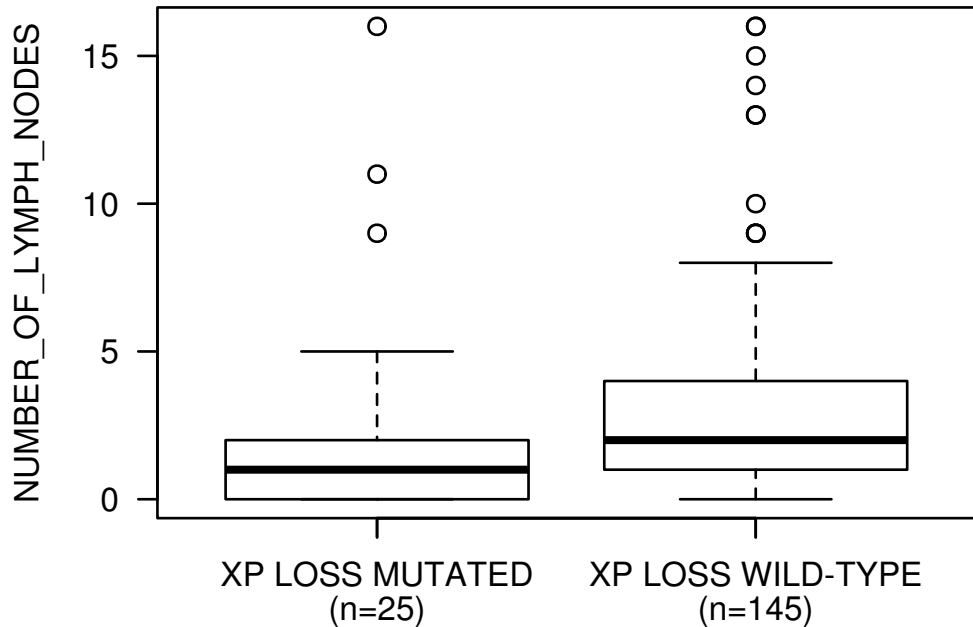 NUMBER_OF_LYMPH_NODES
15
10
5
0
XP LOSS MUTATED
(n=25)
XP LOSS WILD-TYPE
(n=145)